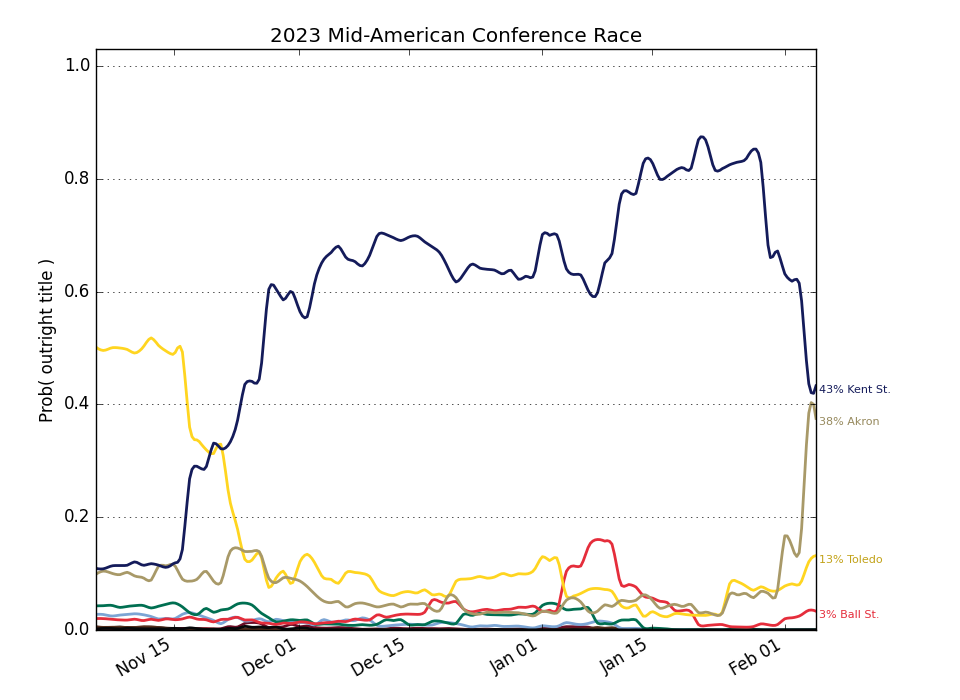 2023 Mid-American Conference Race
Prob( outright title )
1.0
0.8
0.6
0.4
0.2
0.0
43% Kent St.
38% Akron
13% Toledo
3% Ball St.
Nov 15
Dec 01
Dec 15
Jan 01
Jan 15
Feb 01